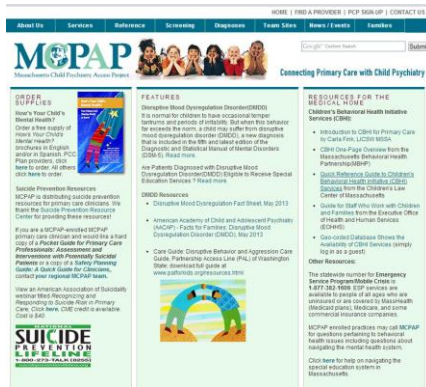 HOME | FIND A PROVIDER | PCP SIGN-UP | CONTACT US
About Us Services Reference Screening Diagnoses Team Sites News / Events Families
Google Custom Search Submi
MCPAP
Massachusetts Child Psychiatry Access Project
Connecting Primary Care with Child Psychiatry
ORDER
SUPPLIES
How's Your Child's
Mental Health?
Order a free supply of
How's Your Child's
Mental Health?
brochures in English
and/or in Spanish. PCC
Plan providers, click
here to order. All others
click here to order.
Suicide Prevention Resources
MCPAP is distributing suicide prevention
resources for primary care clinicians. We
thank the Suicide Prevention Resource
Center for providing these resources!
If you are a MCPAP-enrolled MCPAP
primary care clinician and would like a hard
copy of a Pocket Guide for Primary Care
Professionals: Assessment and
Interventions with Potentially Suicidal
Patients or a copy of a Safety Planning
Guide: A Quick Guide for Clinicians,
contact your regional MCPAP team.
View an American Association of Suicidality
webinar titled Recognizing and
Responding to Suicide Risk in Primary
Care, Click here, CME credit is available.
Cost is $40.
NATIONAL
SUICIDE
PREVENTION
LIFELINE
1-800-273-TALK (8255)
FEATURES
Disruptive Mood Dysregulation Disorder(DMDD)
It is normal for children to have occasional temper
tantrums and periods of irritability. But when this behavior
far exceeds the norm, a child may suffer from disruptive
mood dysregulation disorder (DMDD), a new diagnosis
that is included in the fifth and latest edition of the
Diagnostic and Statistical Manual of Mental Disorders
(DSM-5). Read more.
Are Patients Diagnosed with Disruptive Mood
Dysregulation(DMDD) Eligible to Receive Special
Education Services ? Read more
DMDD Resources
Disruptive Mood Dysregulation Fact Sheet, May 2013
American Academy of Child and Adolescent Psychiatry
(AACAP) - Facts for Families: Disruptive Mood
Dysregulation Disorder (DMDD), May 2013
Care Guide: Disruptive Behavior and Aggression Care
Guide, Partnership Access Line (PAL) of Washington
State; download full guide at
www.palforkids.org/resources.html
RESOURCES FOR THE
MEDICAL HOME
Children's Behavioral Health Initiative
Services (CBHI):
Introduction to CBHI for Primary Care
by Carla Fink, LICSW MSSA
CBHI One-Page Overview from the
Massachusetts Behavioral Health
Partnership(MBHP)
Quick Reference Guide to Children's
Behavioral Health Initiative (CBHI)
Services from the Children's Law
Center of Massachusetts
Guide for Staff Who Work with Children
and Families from the Executive Office
of Health and Human Services
(EOHHS)
Geo-coded Database Shows the
Availability of CBHI Services (simply
log in as a guest)
Other Resources:
The statewide number for Emergency
Service Program/Mobile Crisis is
1-877-382-1609. ESP services are
available to people of all ages who are
uninsured or are covered by MassHealth
(Medicaid plans), Medicare, and some
commercial insurance companies.
MCPAP enrolled practices may call MCPAP
for questions pertaining to behavioral
health issues including questions about
navigating the mental health system.
Click here for help on navigating the
special education system in
Massachusetts.